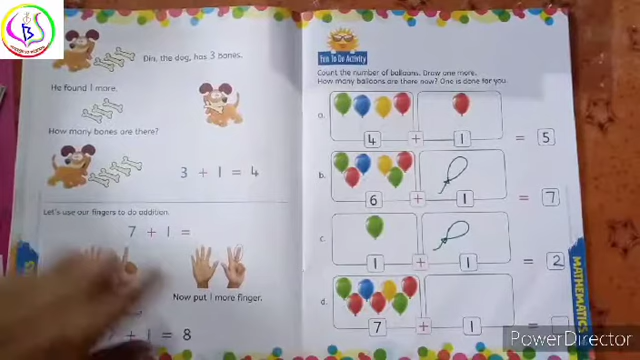 Din, the dog, has 3 bones.
He found 1 more.
How many bones are there?
3 + 1 = 4
Let's use our fingers to do addition.
7 + 1 =
Now put 1 more finger.
+ 1 = 8
Fun To Do Activity
Count the number of balloons. Draw one more.
How many balloons are there now? One is done for you.
a.
4 + 1 = 5
b.
6 + 1 = 7
c.
1 + 1 = 2
d.
7 + 1 =
MATHEMATICS
PowerDirector